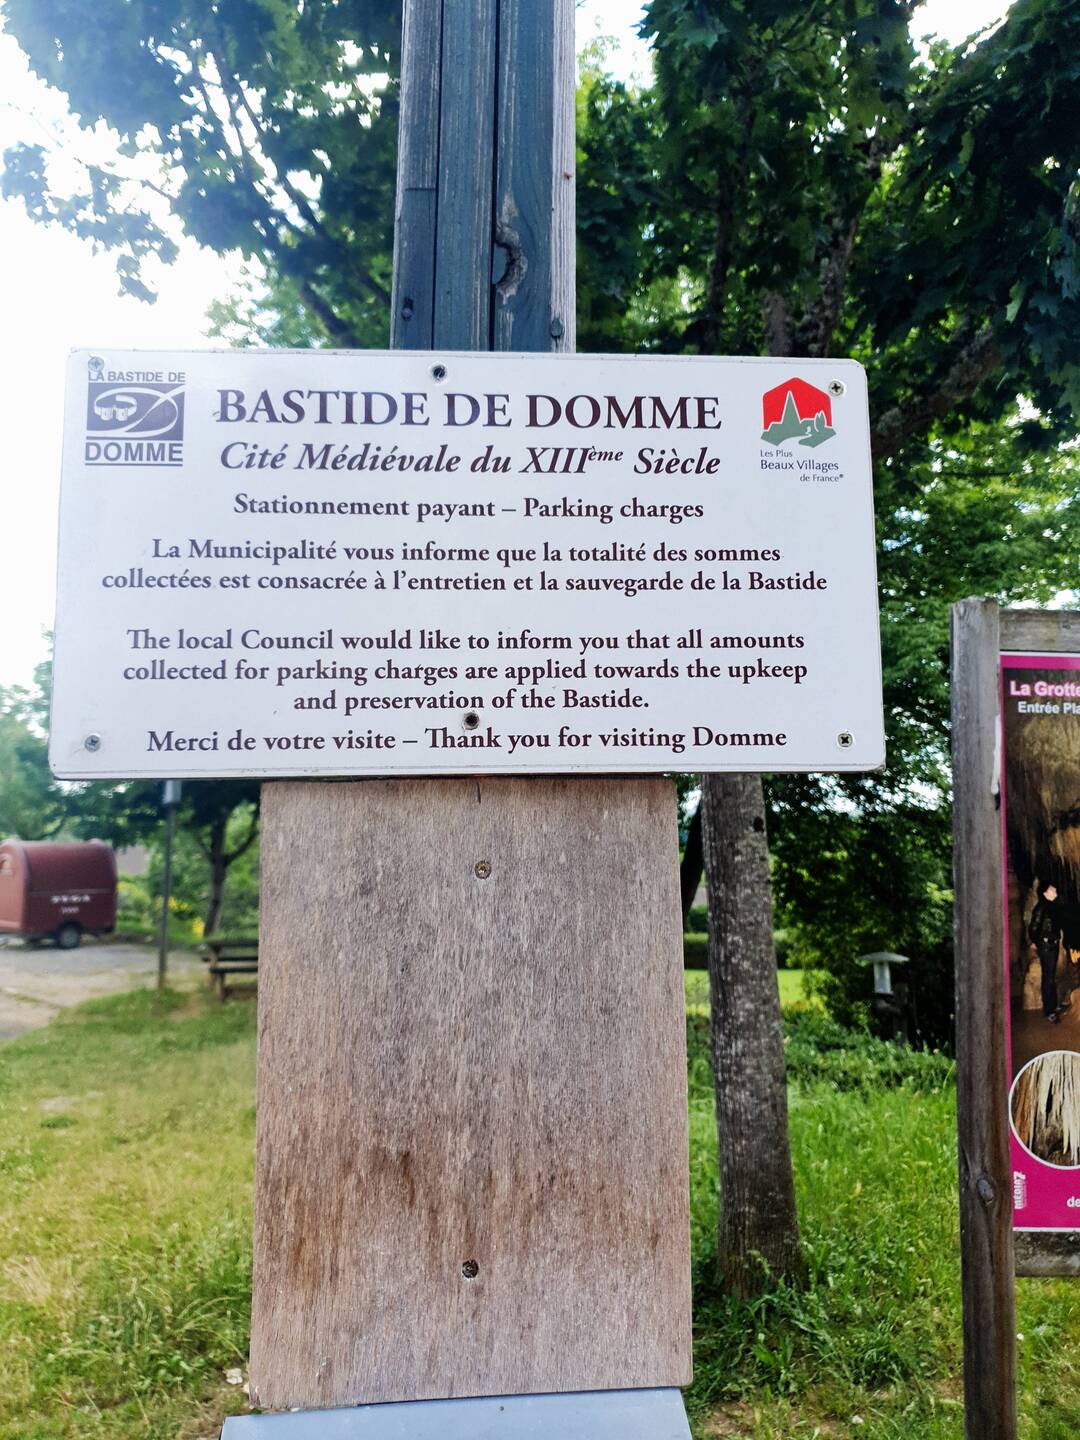 LA BASTIDE DE
DOMME
BASTIDE DE DOMME
Cité Médiévale du XIIIème Siècle
Les Plus
Beaux Villages
de France®
Stationnement payant – Parking charges
La Municipalité vous informe que la totalité des sommes
collectées est consacrée à l'entretien et la sauvegarde de la Bastide
The local Council would like to inform you that all amounts
collected for parking charges are applied towards the upkeep
and preservation of the Bastide.
Merci de votre visite – Thank you for visiting Domme
La Grotte
Entrée Pla
de